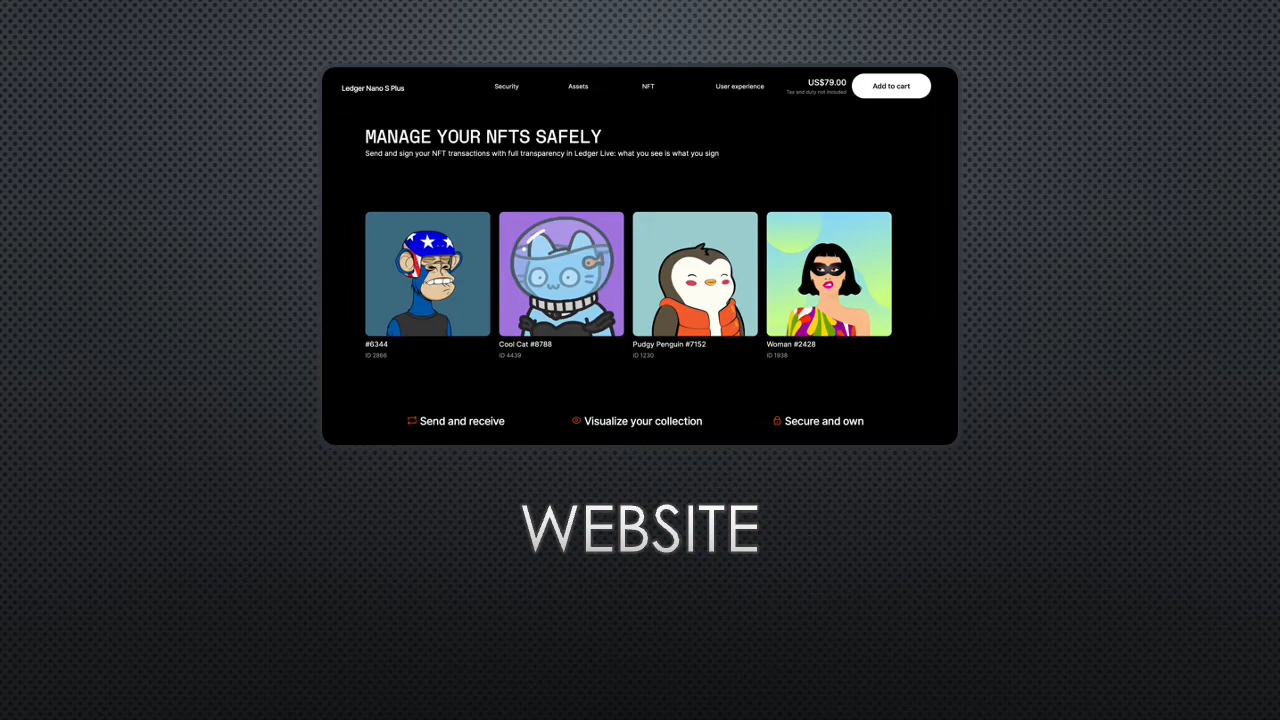 Ledger Nano S Plus
Security
Assets
NFT
User experience
US$79.00
Tax and duty not included
Add to cart
MANAGE YOUR NFTS SAFELY
Send and sign your NFT transactions with full transparency in Ledger Live: what you see is what you sign
#6344
ID 2866
Cool Cat #8788
ID 4439
Pudgy Penguin #7152
ID 1230
Woman #2428
ID 1938
Send and receive
Visualize your collection
Secure and own
WEBSITE